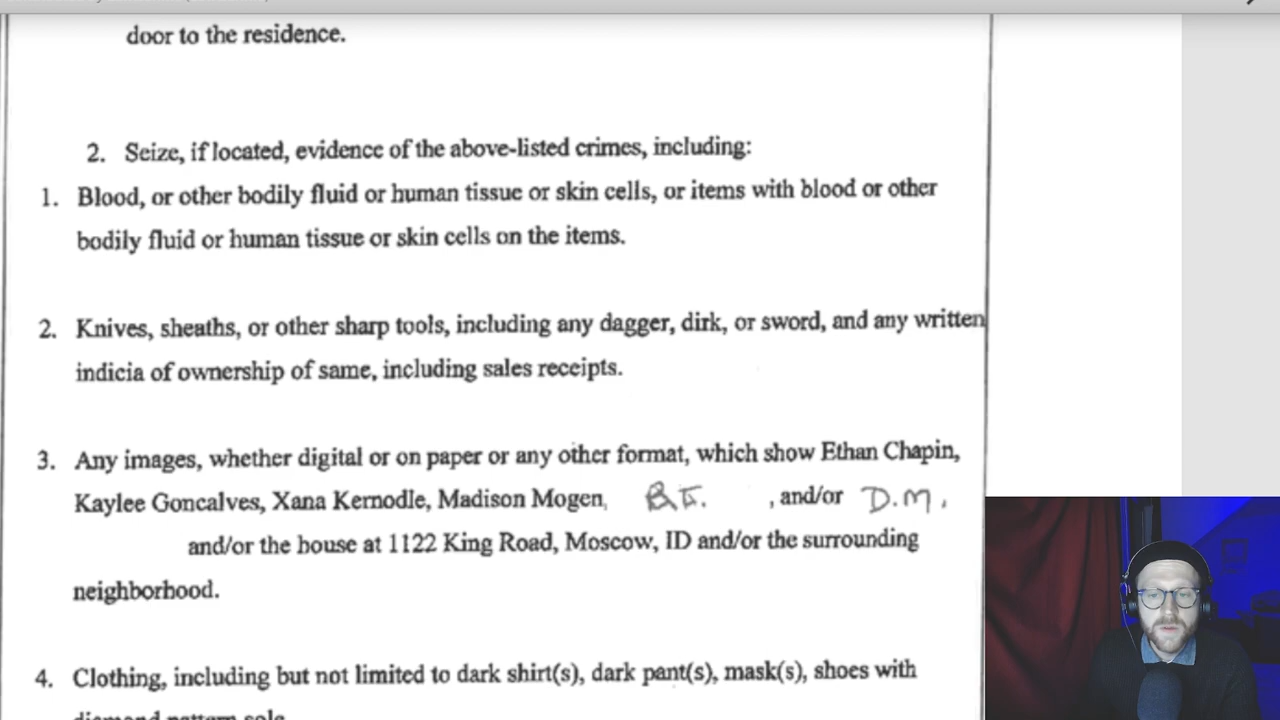 door to the residence.
2. Seize, if located, evidence of the above-listed crimes, including:
1. Blood, or other bodily fluid or human tissue or skin cells, or items with blood or other
bodily fluid or human tissue or skin cells on the items.
2. Knives, sheaths, or other sharp tools, including any dagger, dirk, or sword, and any written
indicia of ownership of same, including sales receipts.
3. Any images, whether digital or on paper or any other format, which show Ethan Chapin,
Kaylee Goncalves, Xana Kernodle, Madison Mogen, B.F. , and/or D.M.
and/or the house at 1122 King Road, Moscow, ID and/or the surrounding
neighborhood.
4. Clothing, including but not limited to dark shirt(s), dark pant(s), mask(s), shoes with
diamond pattern sole